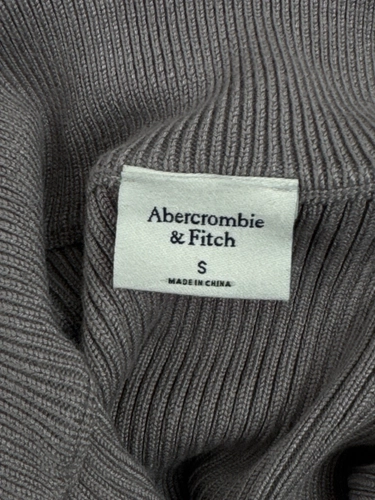 Abercrombie
& Fitch
S
MADE IN CHINA